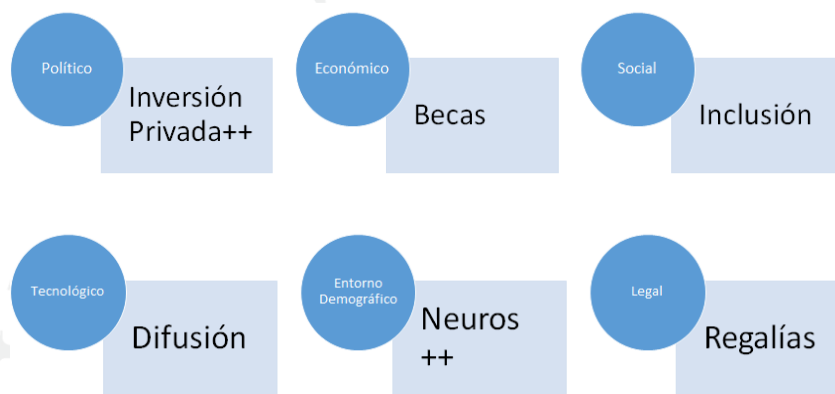 Político
Inversión
Privada++
Económico
Becas
Social
Inclusión
Tecnológico
Difusión
Entorno
Demográfico
Neuros
++
Legal
Regalías